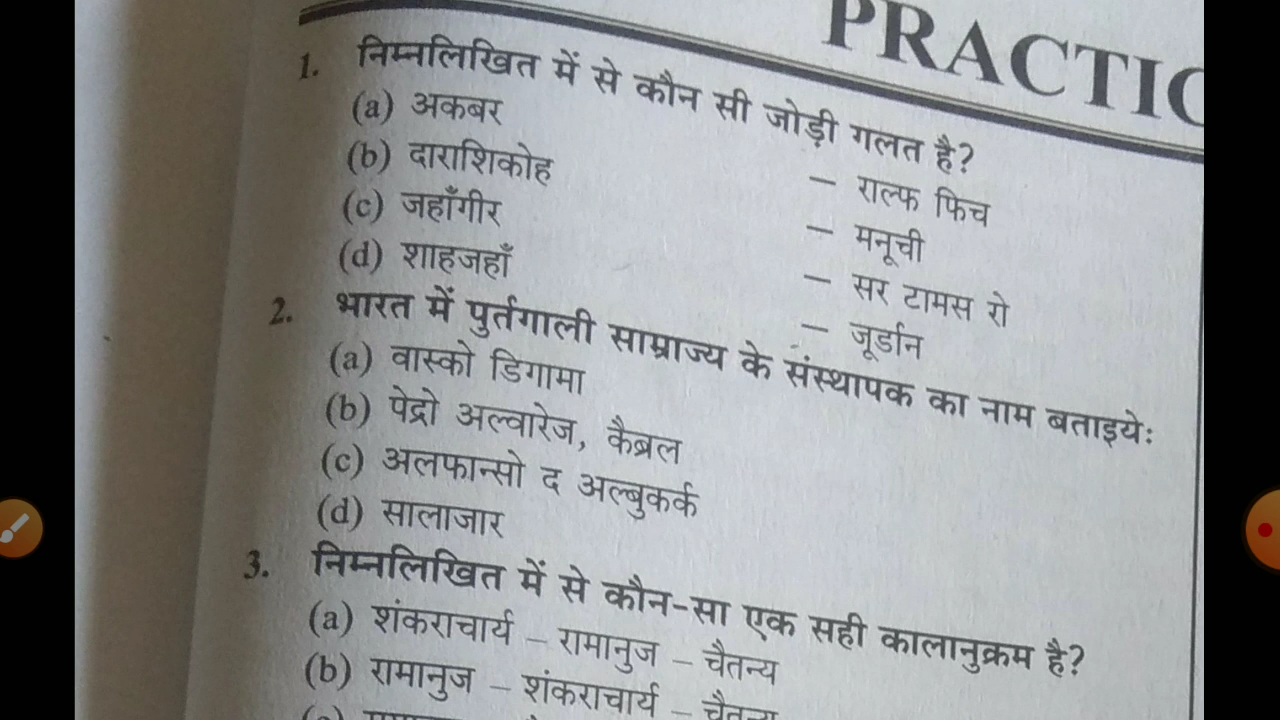 PRACTIC
1. निम्नलिखित में से कौन सी जोड़ी गलत है?
(a) अकबर – राल्फ फिच
(b) दाराशिकोह – मनूची
(c) जहाँगीर – सर टामस रो
(d) शाहजहाँ – जूर्डान
2. भारत में पुर्तगाली साम्राज्य के संस्थापक का नाम बताइयेः
(a) वास्को डिगामा
(b) पेद्रो अल्वारेज, कैब्रल
(c) अलफान्सो द अल्बुकर्क
(d) सालाजार
3. निम्नलिखित में से कौन-सा एक सही कालानुक्रम है?
(a) शंकराचार्य – रामानुज – चैतन्य
(b) रामानुज – शंकराचार्य – चैतन्य